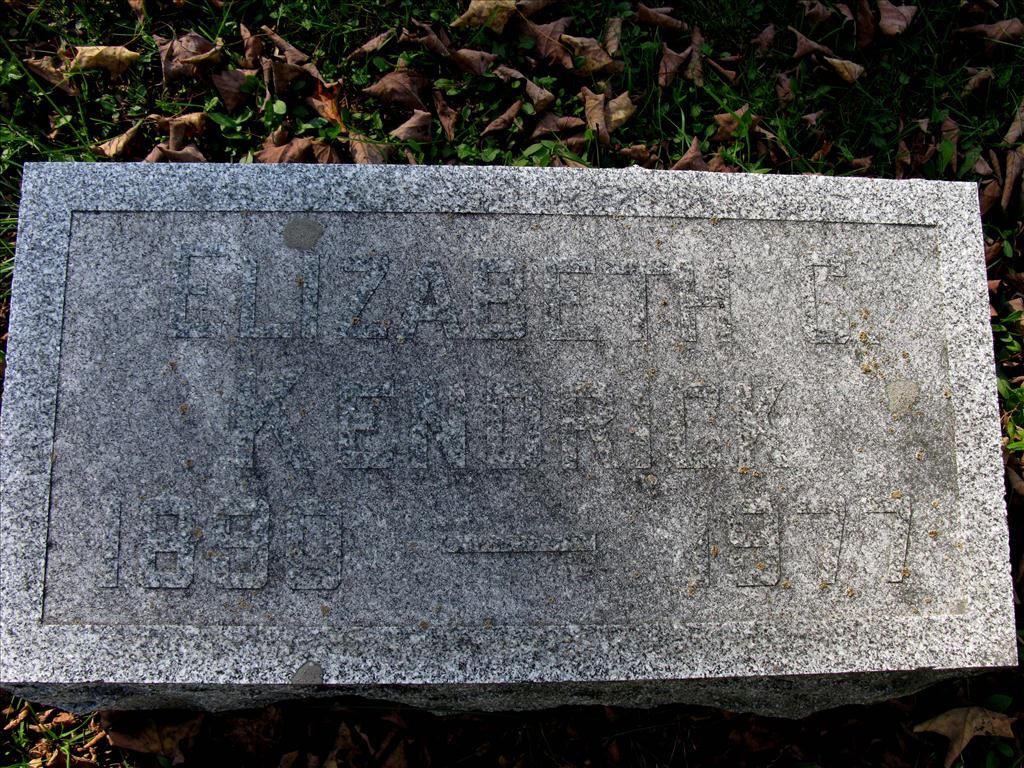 ELIZABETH C.
KENDRICK
1890 — 1977